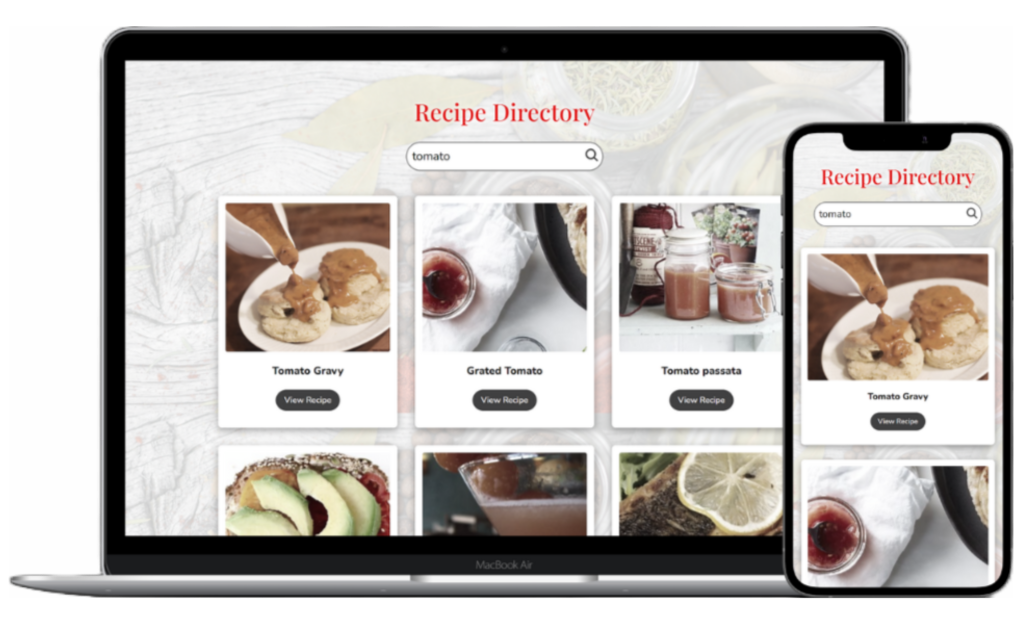 Recipe Directory
tomato
Tomato Gravy
Grated Tomato
Tomato passata
View Recipe
View Recipe
View Recipe
MacBook Air
Recipe Directory
tomato
Tomato Gravy
View Recipe